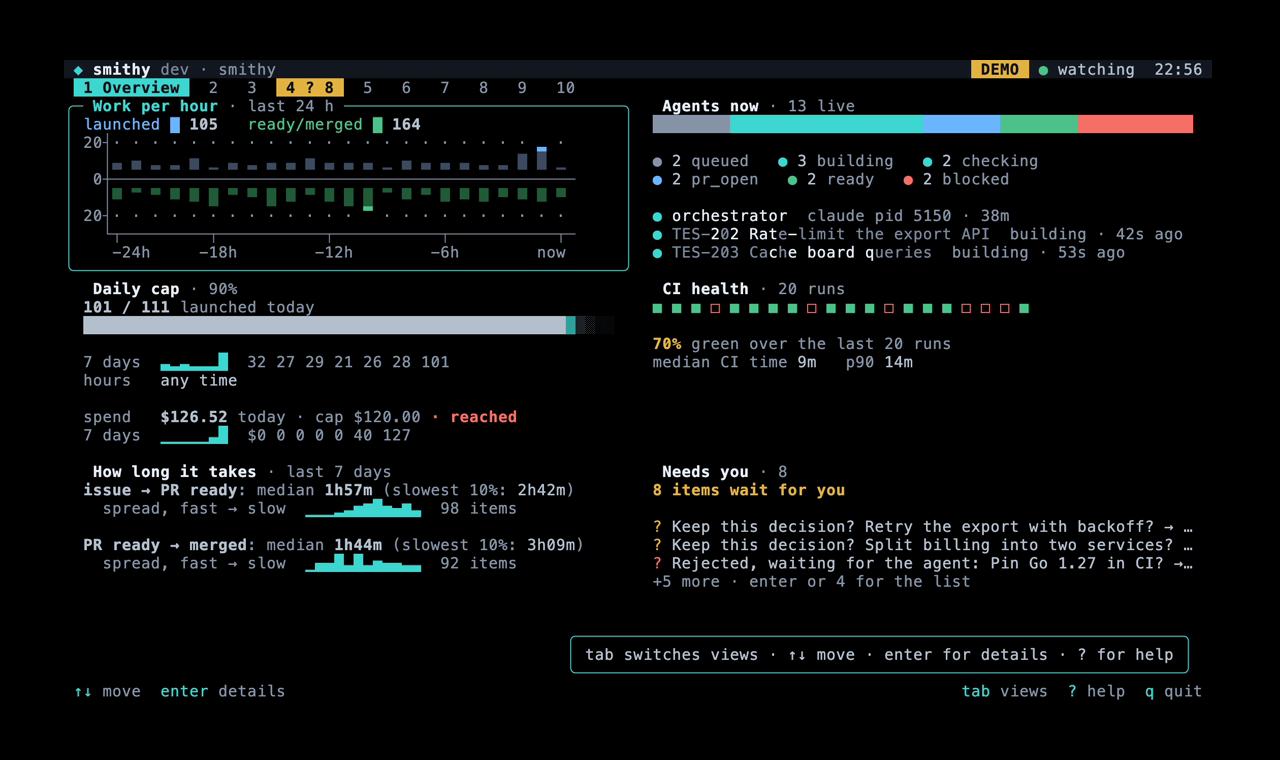 ◆ smithy dev · smithy DEMO ● watching 22:56
1 Overview 2 3 4 ? 8 5 6 7 8 9 10
Work per hour · last 24 h
launched 105 ready/merged 164
20
0
20
−24h −18h −12h −6h now
Agents now · 13 live
● 2 queued ● 3 building ● 2 checking
● 2 pr_open ● 2 ready ● 2 blocked
● orchestrator claude pid 5150 · 38m
● TES−202 Rate−limit the export API building · 42s ago
● TES−203 Cache board queries building · 53s ago
Daily cap · 90%
101 / 111 launched today
7 days 32 27 29 21 26 28 101
hours any time
spend $126.52 today · cap $120.00 · reached
7 days $0 0 0 0 0 40 127
CI health · 20 runs
70% green over the last 20 runs
median CI time 9m p90 14m
How long it takes · last 7 days
issue → PR ready: median 1h57m (slowest 10%: 2h42m)
spread, fast → slow 98 items
PR ready → merged: median 1h44m (slowest 10%: 3h09m)
spread, fast → slow 92 items
Needs you · 8
8 items wait for you
? Keep this decision? Retry the export with backoff? → …
? Keep this decision? Split billing into two services? …
? Rejected, waiting for the agent: Pin Go 1.27 in CI? →…
+5 more · enter or 4 for the list
tab switches views · ↑↓ move · enter for details · ? for help
↑↓ move enter details tab views ? help q quit